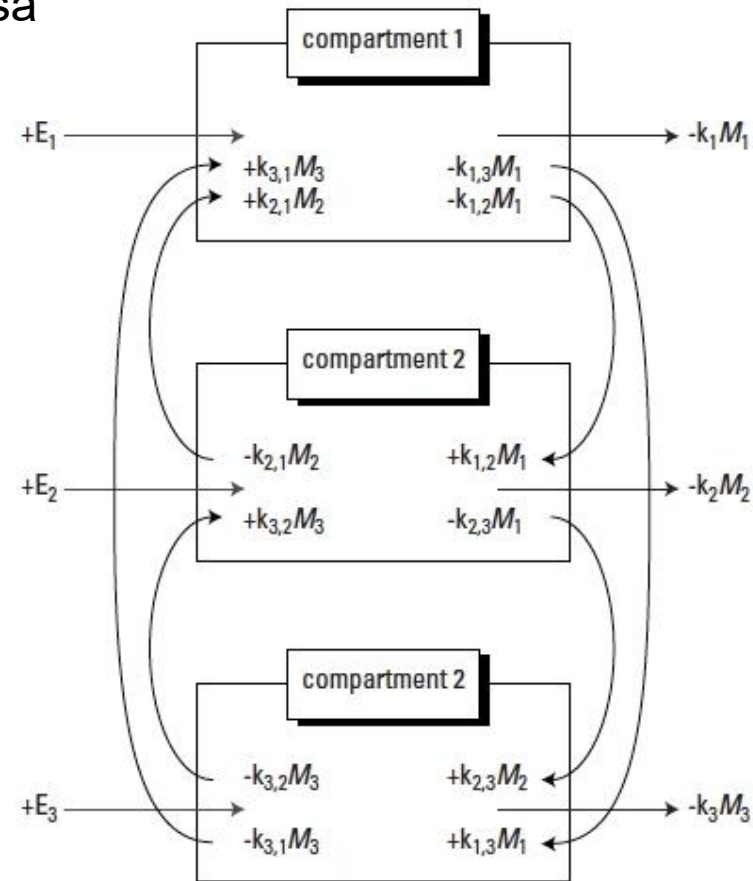 sa
compartment 1
+E₁ -k₁M₁
+k₃,₁M₃ -k₁,₃M₁
+k₂,₁M₂ -k₁,₂M₁
compartment 2
-k₂,₁M₂ +k₁,₂M₁
+E₂ -k₂M₂
+k₃,₂M₃ -k₂,₃M₁
compartment 2
-k₃,₂M₃ +k₂,₃M₂
+E₃ -k₃M₃
-k₃,₁M₃ +k₁,₃M₁